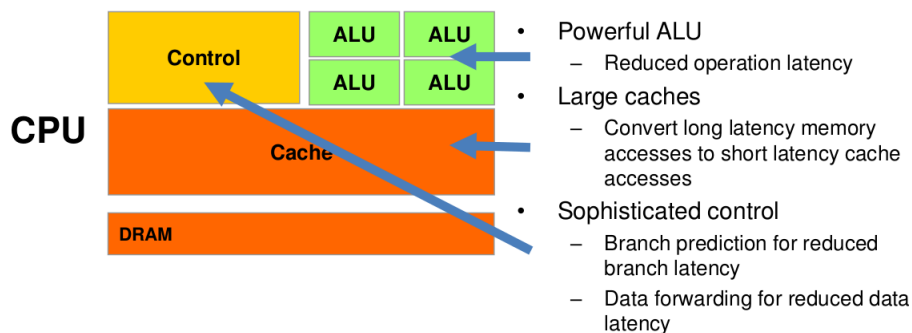 CPU
Control
ALU ALU
ALU ALU
Cache
DRAM
• Powerful ALU
– Reduced operation latency
• Large caches
– Convert long latency memory
accesses to short latency cache
accesses
• Sophisticated control
– Branch prediction for reduced
branch latency
– Data forwarding for reduced data
latency